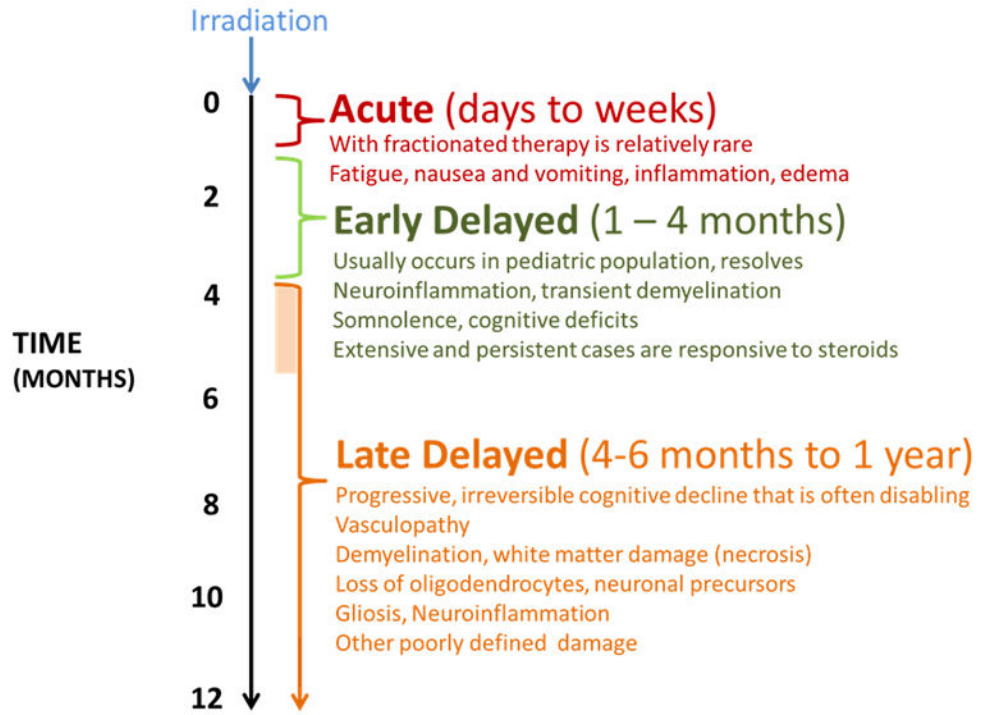 Irradiation
0
Acute (days to weeks)
With fractionated therapy is relatively rare
Fatigue, nausea and vomiting, inflammation, edema
2
Early Delayed (1 – 4 months)
Usually occurs in pediatric population, resolves
Neuroinflammation, transient demyelination
4
Somnolence, cognitive deficits
Extensive and persistent cases are responsive to steroids
TIME
(MONTHS)
6
Late Delayed (4-6 months to 1 year)
Progressive, irreversible cognitive decline that is often disabling
8
Vasculopathy
Demyelination, white matter damage (necrosis)
Loss of oligodendrocytes, neuronal precursors
10
Gliosis, Neuroinflammation
Other poorly defined damage
12